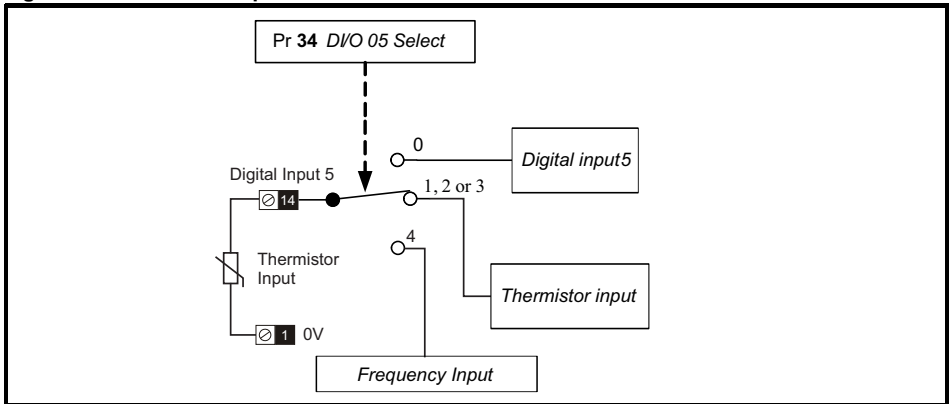 Pr 34 DI/O 05 Select
0
Digital input5
Digital Input 5
1, 2 or 3
14
4
Thermistor
Input
Thermistor input
1 0V
Frequency Input